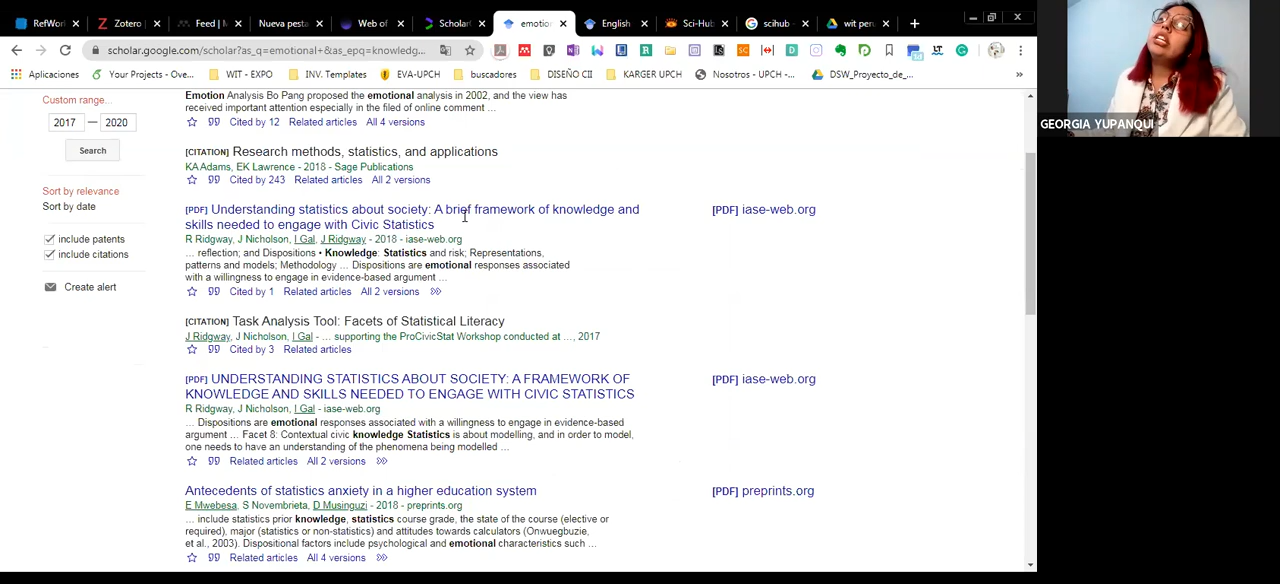 RefWor
Zotero
Feed | M
Nueva pesta
Web of
ScholarC
emotion
English
Sci-Hub
scihub -
wit pen.
scholar.google.com/scholar?as_q=emotional+&as_epq=knowledg...
Aplicaciones
Your Projects - Ove...
WIT - EXPO
INV. Templates
EVA-UPCH
buscadores
DISEÑO CII
KARGER UPCH
Nosotros - UPCH -...
DSW_Proyecto_de_...
GEORGIA YUPANQUI
Custom range...
2017 — 2020
Search
Sort by relevance
Sort by date
include patents
include citations
Create alert
Emotion Analysis Bo Pang proposed the emotional analysis in 2002, and the view has
received important attention especially in the filed of online comment ...
Cited by 12 Related articles All 4 versions
[CITATION] Research methods, statistics, and applications
KA Adams, EK Lawrence - 2018 - Sage Publications
Cited by 243 Related articles All 2 versions
[PDF] Understanding statistics about society: A brief framework of knowledge and
skills needed to engage with Civic Statistics
R Ridgway, J Nicholson, I Gal, J Ridgway - 2018 - iase-web.org
... reflection; and Dispositions • Knowledge: Statistics and risk; Representations,
patterns and models; Methodology ... Dispositions are emotional responses associated
with a willingness to engage in evidence-based argument ...
Cited by 1 Related articles All 2 versions
[PDF] iase-web.org
[CITATION] Task Analysis Tool: Facets of Statistical Literacy
J Ridgway, J Nicholson, I Gal - ... supporting the ProCivicStat Workshop conducted at ..., 2017
Cited by 3 Related articles
[PDF] UNDERSTANDING STATISTICS ABOUT SOCIETY: A FRAMEWORK OF
KNOWLEDGE AND SKILLS NEEDED TO ENGAGE WITH CIVIC STATISTICS
R Ridgway, J Nicholson, I Gal - iase-web.org
... Dispositions are emotional responses associated with a willingness to engage in evidence-based
argument ... Facet 8: Contextual civic knowledge Statistics is about modelling, and in order to model,
one needs to have an understanding of the phenomena being modelled ...
Related articles All 2 versions
[PDF] iase-web.org
Antecedents of statistics anxiety in a higher education system
E Mwebesa, S Novembrieta, D Musinguzi - 2018 - preprints.org
... include statistics prior knowledge, statistics course grade, the state of the course (elective or
required), major (statistics or non-statistics) and attitudes towards calculators (Onwuegbuzie,
et al., 2003). Dispositional factors include psychological and emotional characteristics such ...
Related articles All 4 versions
[PDF] preprints.org